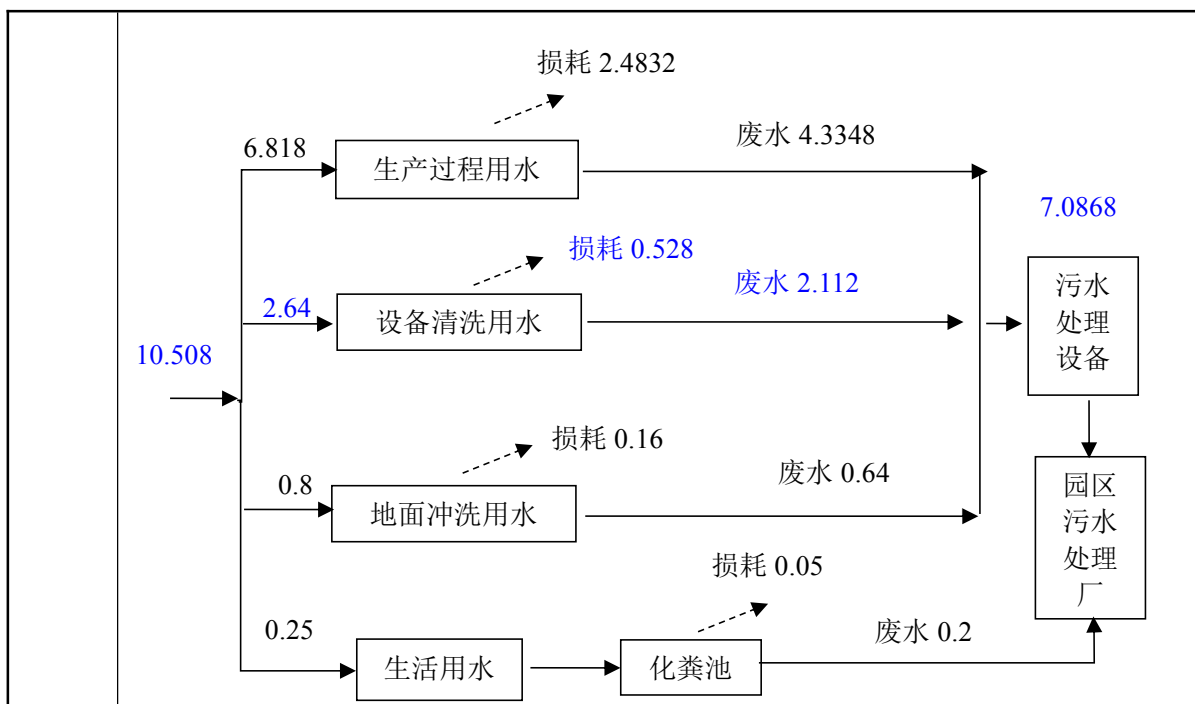 损耗 2.4832
6.818
生产过程用水
废水 4.3348
7.0868
损耗 0.528
2.64
设备清洗用水
废水 2.112
污水
处理
设备
10.508
损耗 0.16
0.8
地面冲洗用水
废水 0.64
园区
污水
处理
厂
损耗 0.05
0.25
生活用水
化粪池
废水 0.2